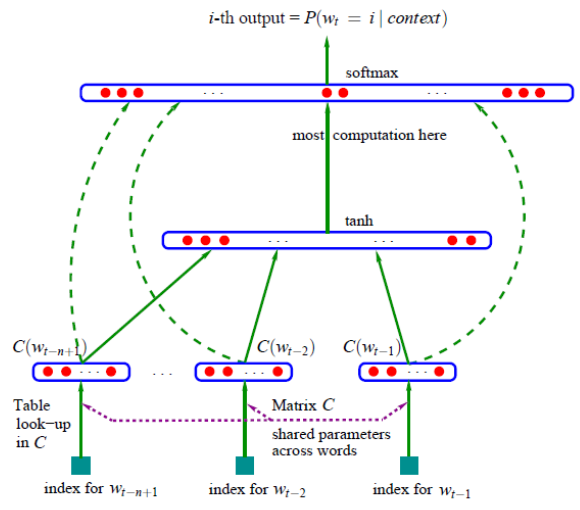 i-th output = P(w_t = i | context)
softmax
. . .
. . .
most computation here
tanh
. . .
. . .
C(w_{t−n+1})
C(w_{t−2})
C(w_{t−1})
. . .
. . .
. . .
. . .
Table
look−up
in C
Matrix C
shared parameters
across words
index for w_{t−n+1}
index for w_{t−2}
index for w_{t−1}